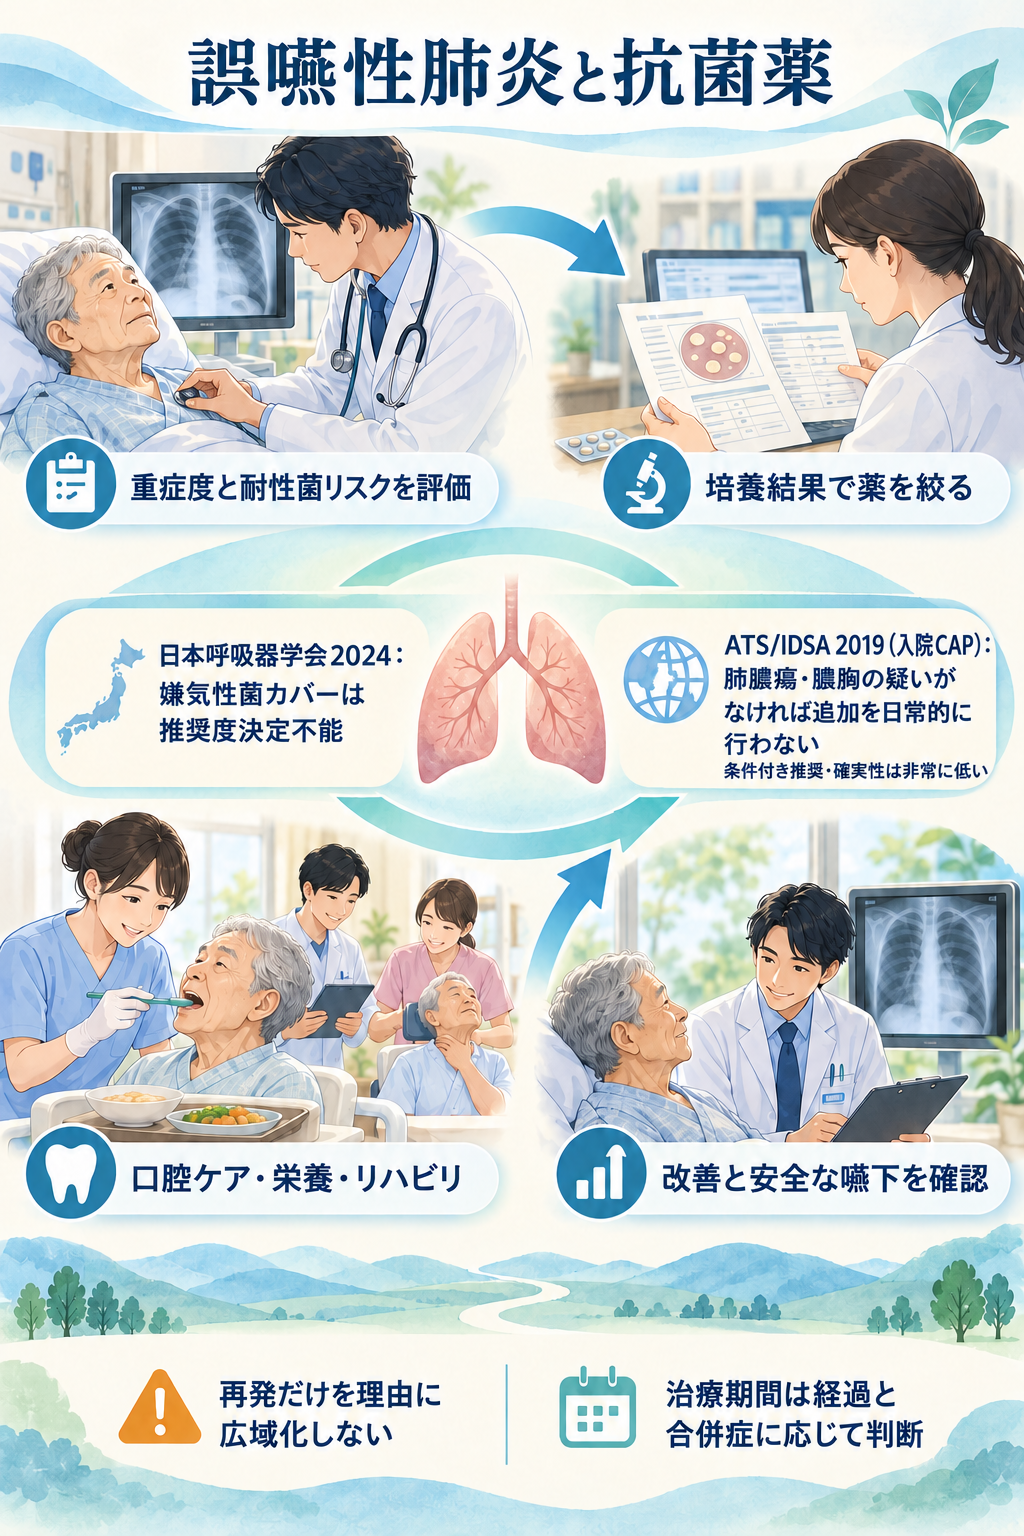 誤嚥性肺炎と抗菌薬
重症度と耐性菌リスクを評価
培養結果で薬を絞る
日本呼吸器学会2024:
嫌気性菌カバーは
推奨度決定不能
ATS/IDSA 2019(入院CAP):
肺膿瘍・膿胸の疑いが
なければ追加を日常的に
行わない
条件付き推奨・確実性は非常に低い
口腔ケア・栄養・リハビリ
改善と安全な嚥下を確認
再発だけを理由に
広域化しない
治療期間は経過と
合併症に応じて判断